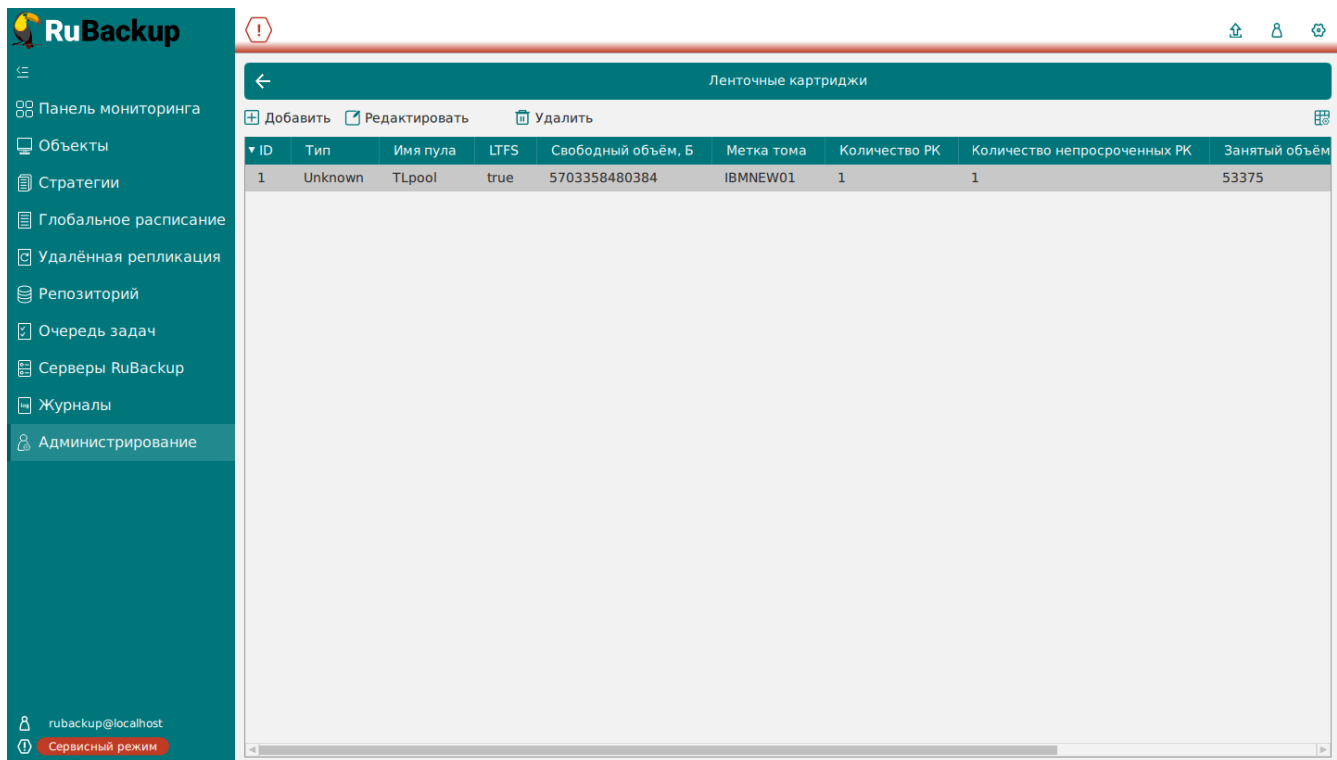 RuBackup
Панель мониторинга
Объекты
Стратегии
Глобальное расписание
Удалённая репликация
Репозиторий
Очередь задач
Серверы RuBackup
Журналы
Администрирование
rubackup@localhost
Сервисный режим
Ленточные картриджи
Добавить Редактировать Удалить
ID Тип Имя пула LTFS Свободный объём, Б Метка тома Количество РК Количество непросроченных РК Занятый объём
1 Unknown TLpool true 5703358480384 IBMNEW01 1 1 53375